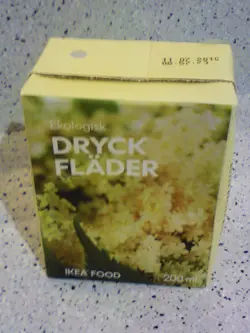 Ekologisk
DRYCK
FLÄDER
IKEA FOOD
200 ml